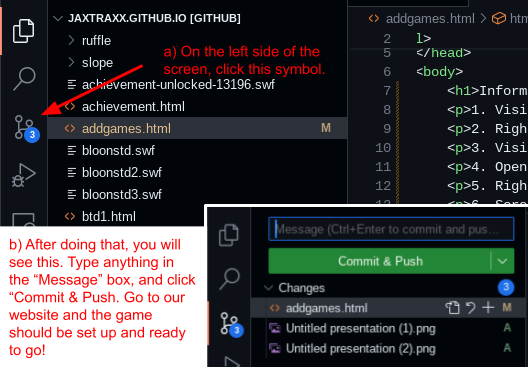 JAXTRAXX.GITHUB.IO [GITHUB]
ruffle
slope
achievement-unlocked-13196.swf
achievement.html
addgames.html M
bloonstd.swf
bloonstd2.swf
bloonstd3.swf
btd1.html
3
a) On the left side of the
screen, click this symbol.
addgames.html >
2 l>
5 </head>
6 <body>
7 <h1>Inform
8 <p>1. Visi
9 <p>2. Righ
10 <p>3. Visi
11 <p>4. Open
12 <p>5. Righ
b) After doing that, you will
see this. Type anything in
the “Message” box, and click
“Commit & Push. Go to our
website and the game
should be set up and ready
to go!
Message (Ctrl+Enter to commit and pus…
Commit & Push
Changes 3
addgames.html M
Untitled presentation (1).png A
Untitled presentation (2).png A
3